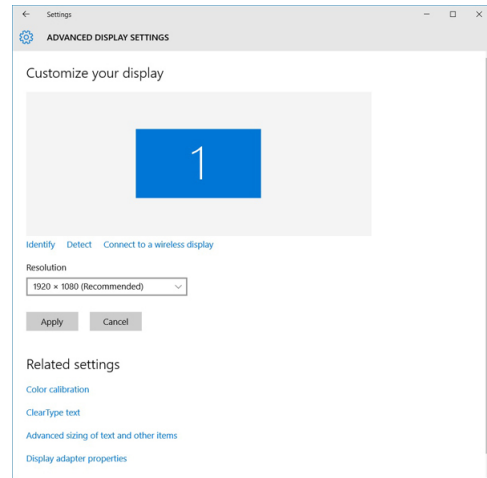 Settings
ADVANCED DISPLAY SETTINGS
Customize your display
1
Identify Detect Connect to a wireless display
Resolution
1920 × 1080 (Recommended)
Apply Cancel
Related settings
Color calibration
ClearType text
Advanced sizing of text and other items
Display adapter properties